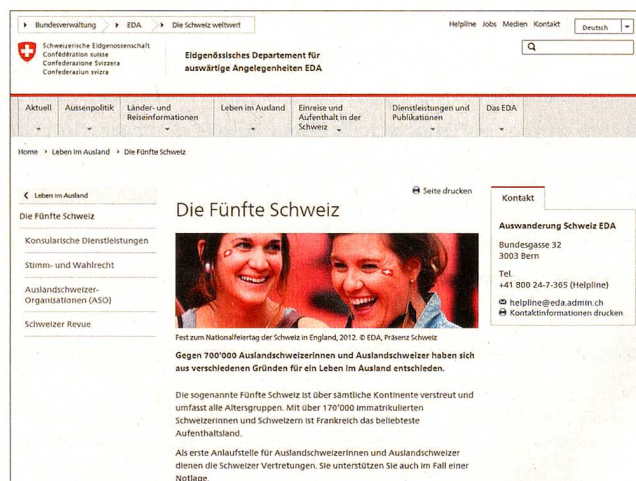 Bundesverwaltung EDA Die Schweiz weltweit
Helpline Jobs Medien Kontakt Deutsch
Schweizerische Eidgenossenschaft
Confédération suisse
Confederazione Svizzera
Confederaziun svizra
Eidgenössisches Departement für
auswärtige Angelegenheiten EDA
Aktuell
Aussenpolitik
Länder- und
Reiseinformationen
Leben im Ausland
Einreise und
Aufenthalt in der
Schweiz
Dienstleistungen und
Publikationen
Das EDA
Home > Leben im Ausland > Die Fünfte Schweiz
Leben im Ausland
Die Fünfte Schweiz
Konsularische Dienstleistungen
Stimm- und Wahlrecht
Auslandschweizer-
Organisationen (ASO)
Schweizer Revue
Seite drucken
Die Fünfte Schweiz
Fest zum Nationalfeiertag der Schweiz in England, 2012. © EDA, Präsenz Schweiz
Gegen 700'000 Auslandschweizerinnen und Auslandschweizer haben sich
aus verschiedenen Gründen für ein Leben im Ausland entschieden.
Die sogenannte Fünfte Schweiz ist über sämtliche Kontinente verstreut und
umfasst alle Altersgruppen. Mit über 170'000 immatrikulierten
Schweizerinnen und Schweizern ist Frankreich das beliebteste
Aufenthaltsland.
Als erste Anlaufstelle für Auslandschweizerinnen und Auslandschweizer
dienen die Schweizer Vertretungen. Sie unterstützen Sie auch im Fall einer
Notlage.
Kontakt
Auswanderung Schweiz EDA
Bundesgasse 32
3003 Bern
Tel.
+41 800 24-7-365 (Helpline)
helpline@eda.admin.ch
Kontaktinformationen drucken